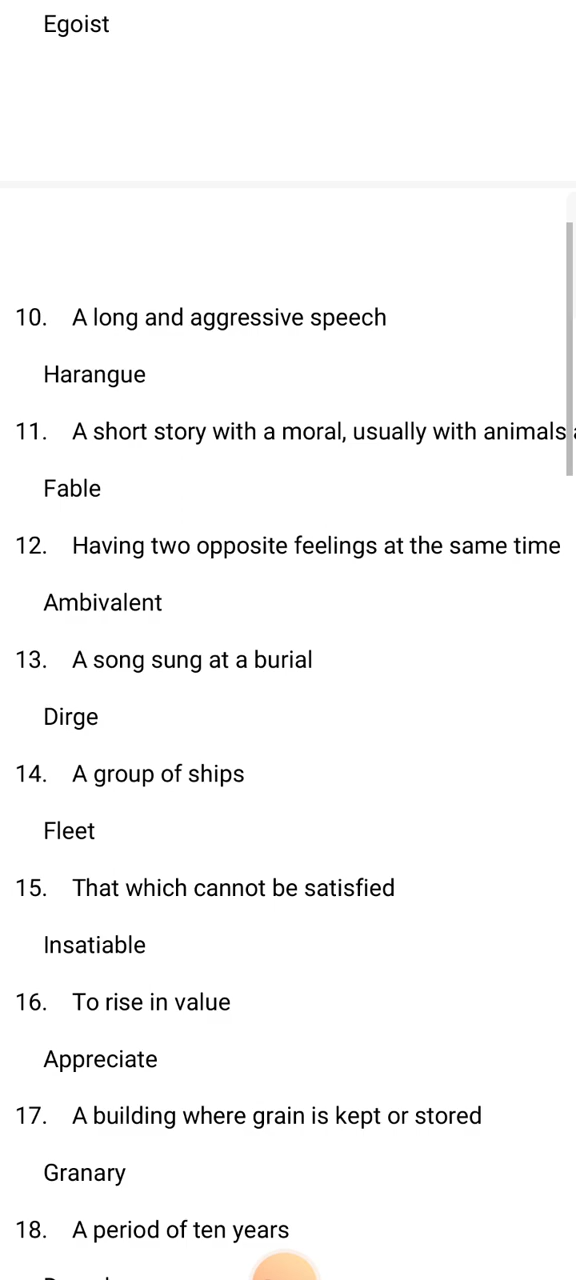 Egoist
10. A long and aggressive speech
Harangue
11. A short story with a moral, usually with animals
Fable
12. Having two opposite feelings at the same time
Ambivalent
13. A song sung at a burial
Dirge
14. A group of ships
Fleet
15. That which cannot be satisfied
Insatiable
16. To rise in value
Appreciate
17. A building where grain is kept or stored
Granary
18. A period of ten years